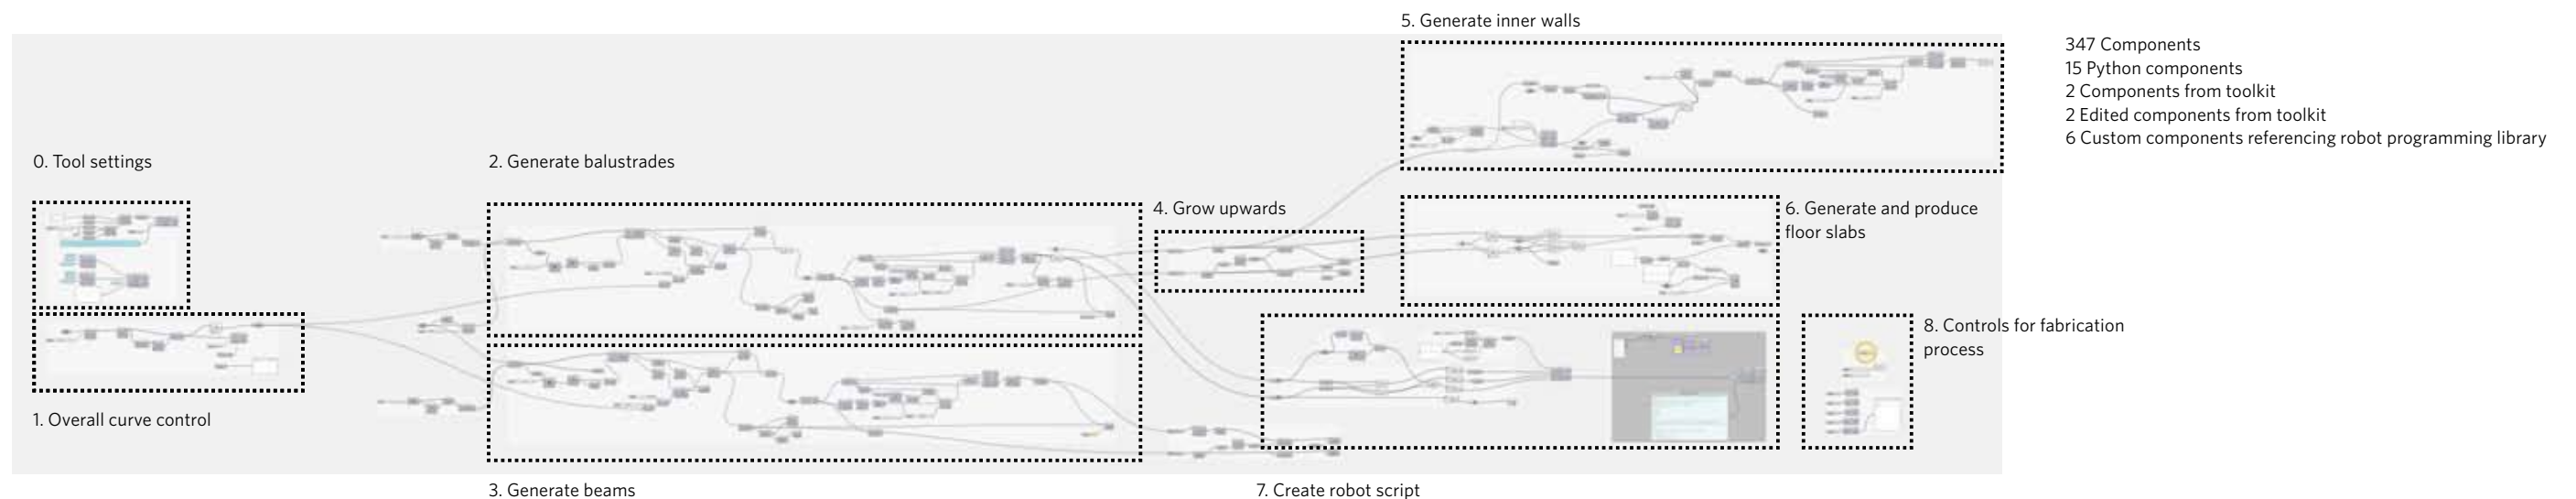 5. Generate inner walls
347 Components
15 Python components
2 Components from toolkit
2 Edited components from toolkit
6 Custom components referencing robot programming library
0. Tool settings
2. Generate balustrades
4. Grow upwards
6. Generate and produce
floor slabs
8. Controls for fabrication
process
1. Overall curve control
3. Generate beams
7. Create robot script